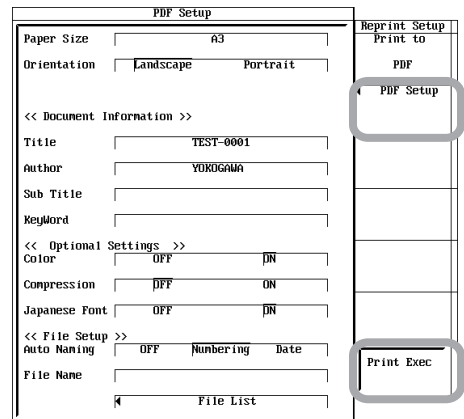 PDF Setup
Reprint Setup
Paper Size A3
Print to
Orientation Landscape Portrait
PDF
PDF Setup
<< Document Information >>
Title TEST-0001
Author YOKOGAWA
Sub Title
KeyWord
<< Optional Settings >>
Color OFF ON
Compression OFF ON
Japanese Font OFF ON
<< File Setup >>
Auto Naming OFF Numbering Date
Print Exec
File Name
File List